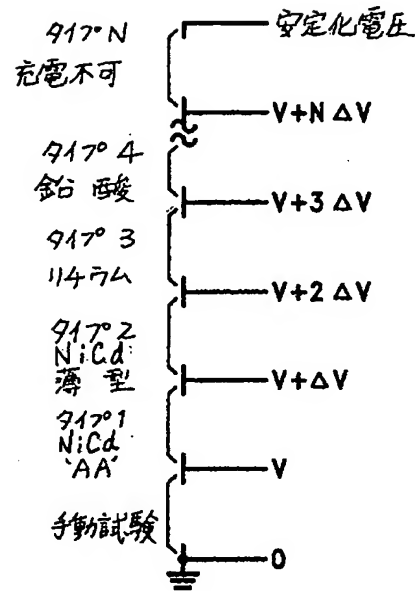 タイプN
充電不可
安定化電圧
V+NΔV
タイプ4
鉛酸
V+3ΔV
タイプ3
リチウム
V+2ΔV
タイプ2
NiCd
薄型
V+ΔV
タイプ1
NiCd
'AA'
V
手動試験
0